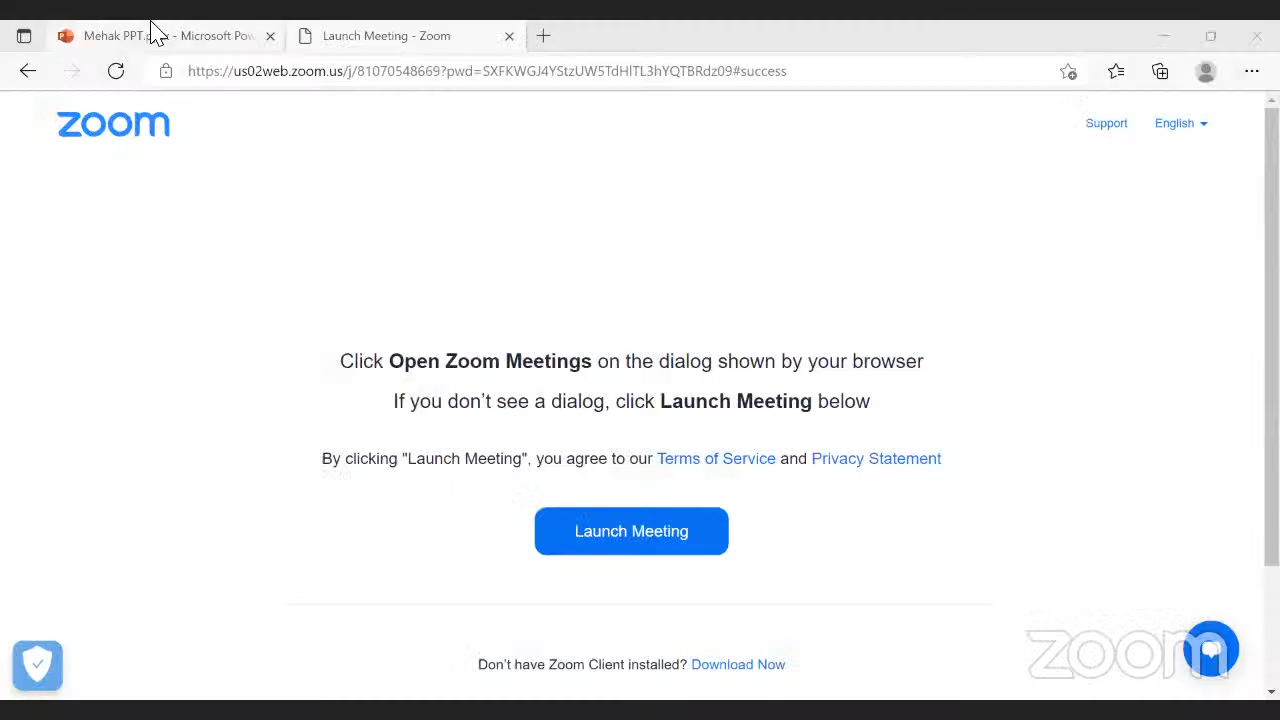 Mehak PPT.pptx - Microsoft Pow
Launch Meeting - Zoom
https://us02web.zoom.us/j/81070548669?pwd=SXFKWGJ4YStzUW5TdHlTL3hYQTBRdz09#success
zoom
Support
English
Click Open Zoom Meetings on the dialog shown by your browser
If you don’t see a dialog, click Launch Meeting below
By clicking "Launch Meeting", you agree to our Terms of Service and Privacy Statement
Launch Meeting
Don’t have Zoom Client installed? Download Now
zoom